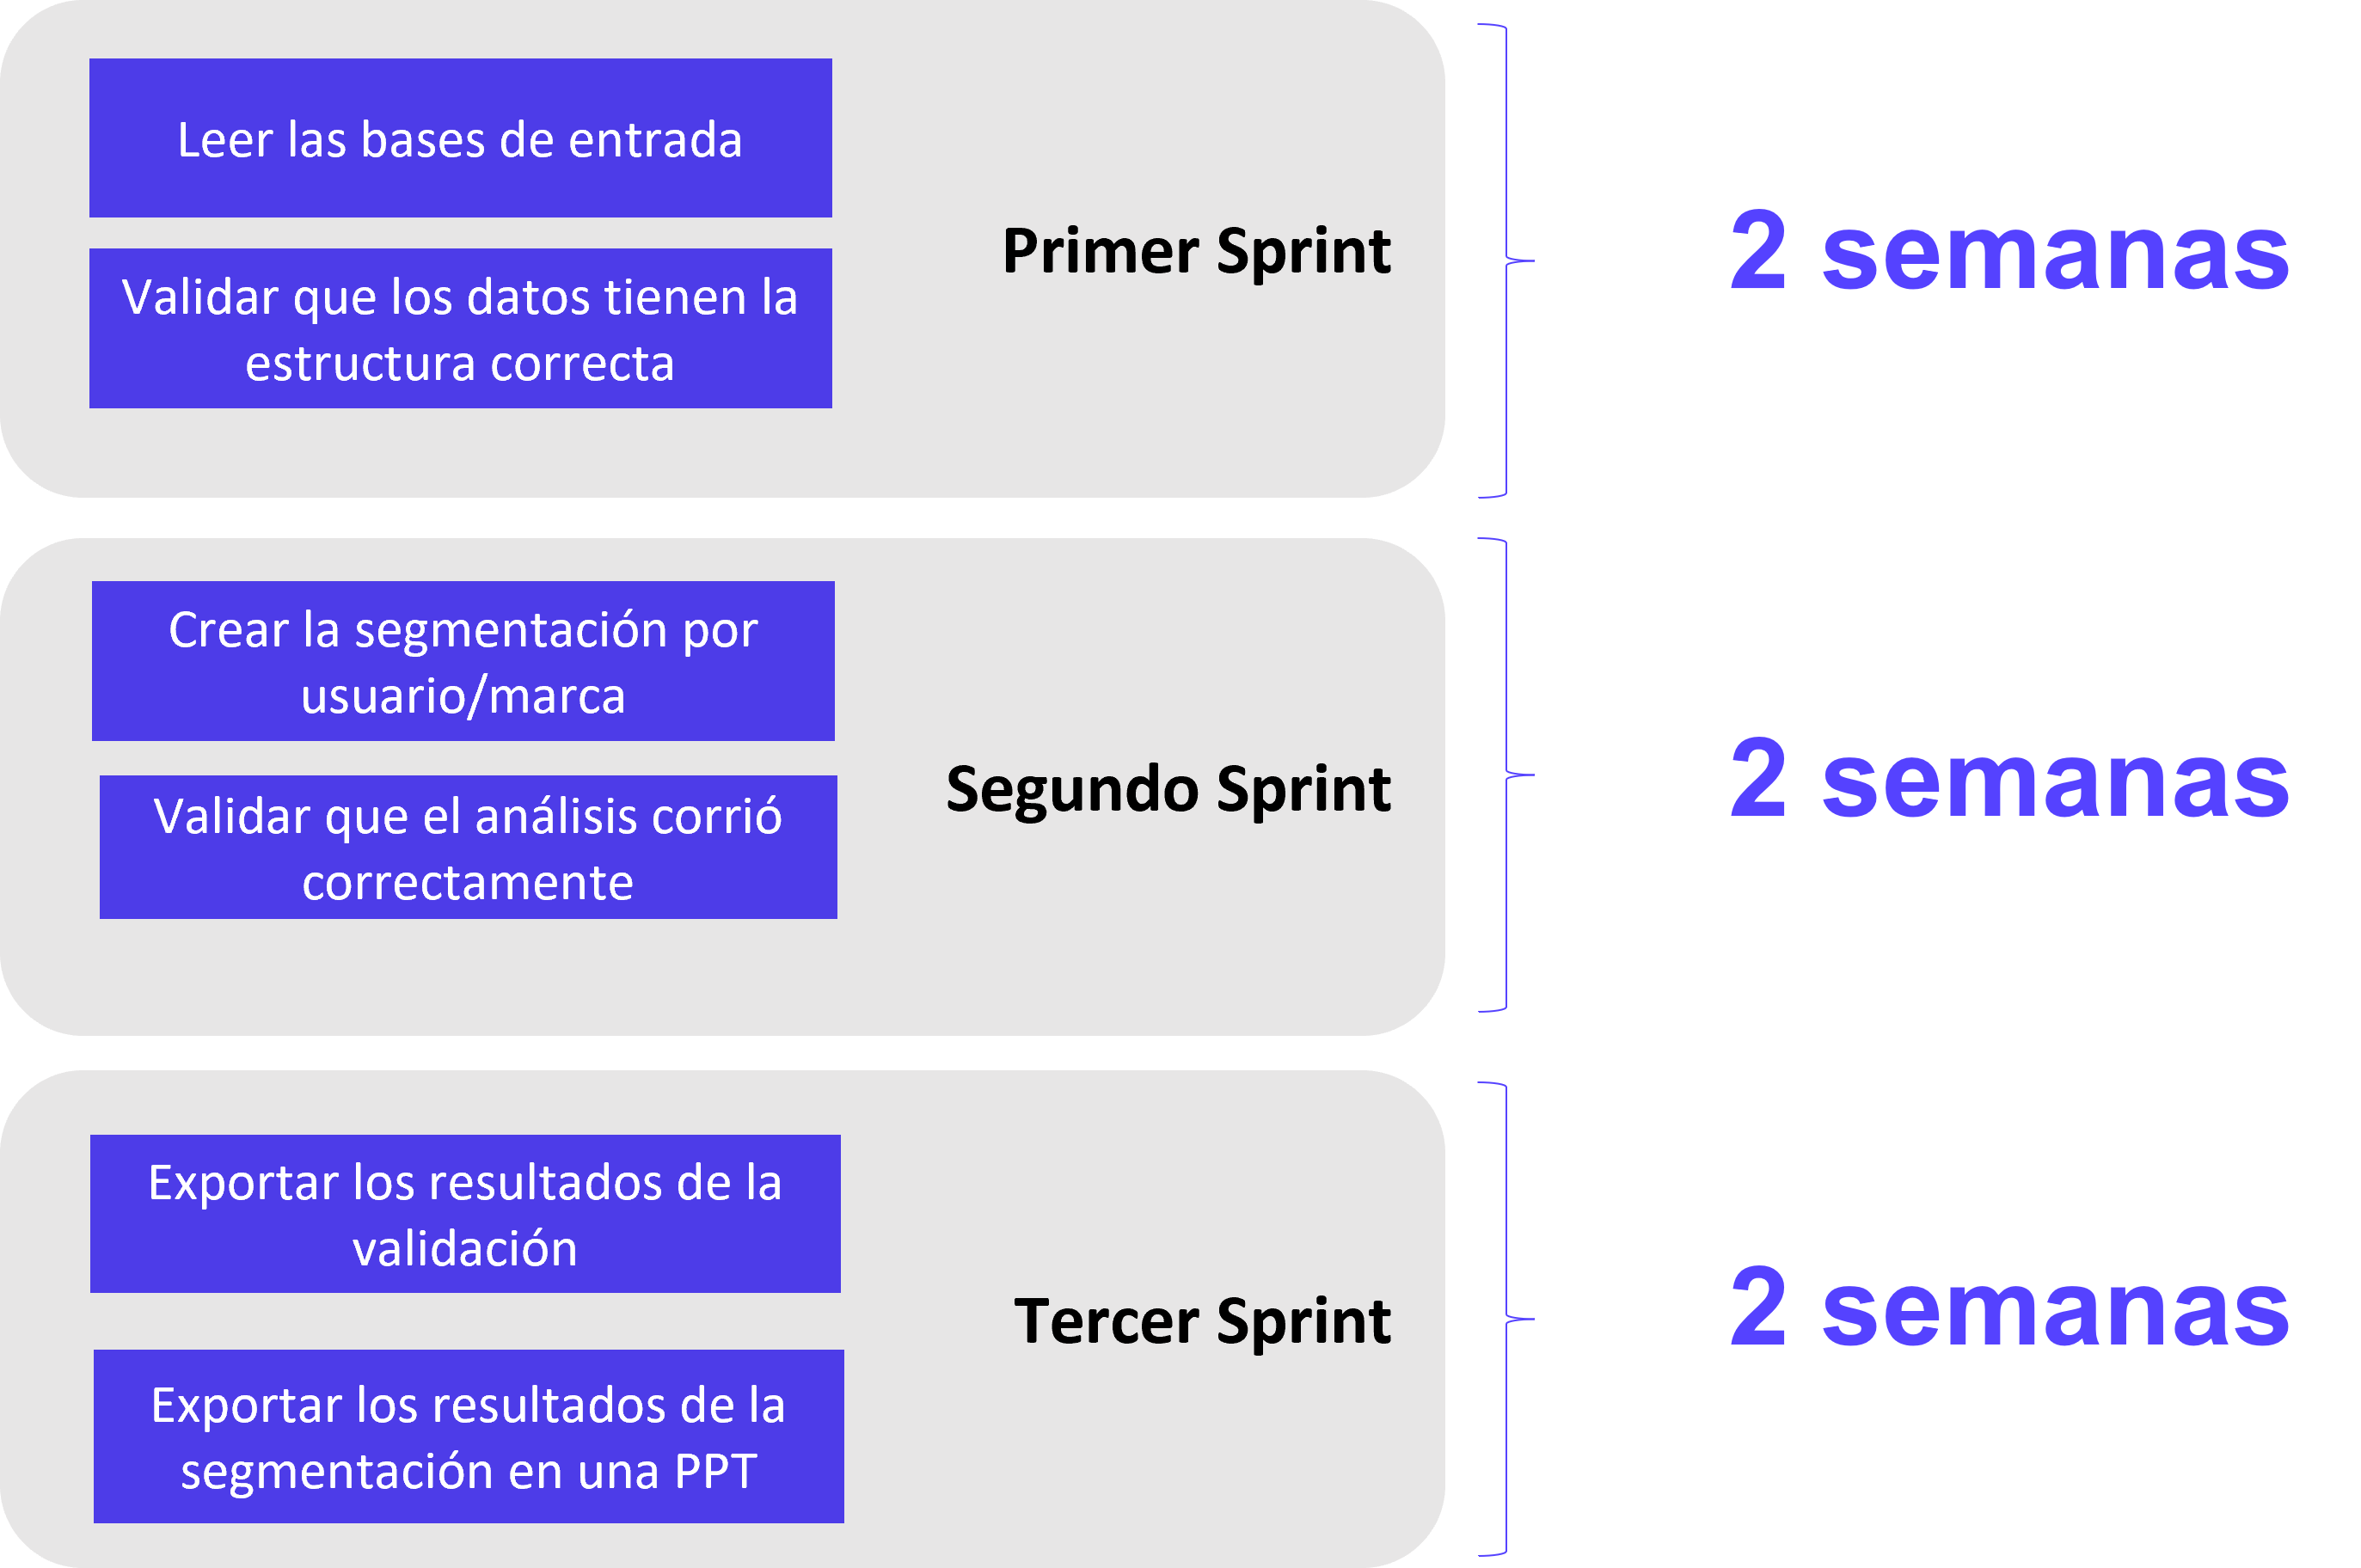 Leer las bases de entrada
Validar que los datos tienen la
estructura correcta
Primer Sprint
2 semanas
Crear la segmentación por
usuario/marca
Validar que el análisis corrió
correctamente
Segundo Sprint
2 semanas
Exportar los resultados de la
validación
Exportar los resultados de la
segmentación en una PPT
Tercer Sprint
2 semanas